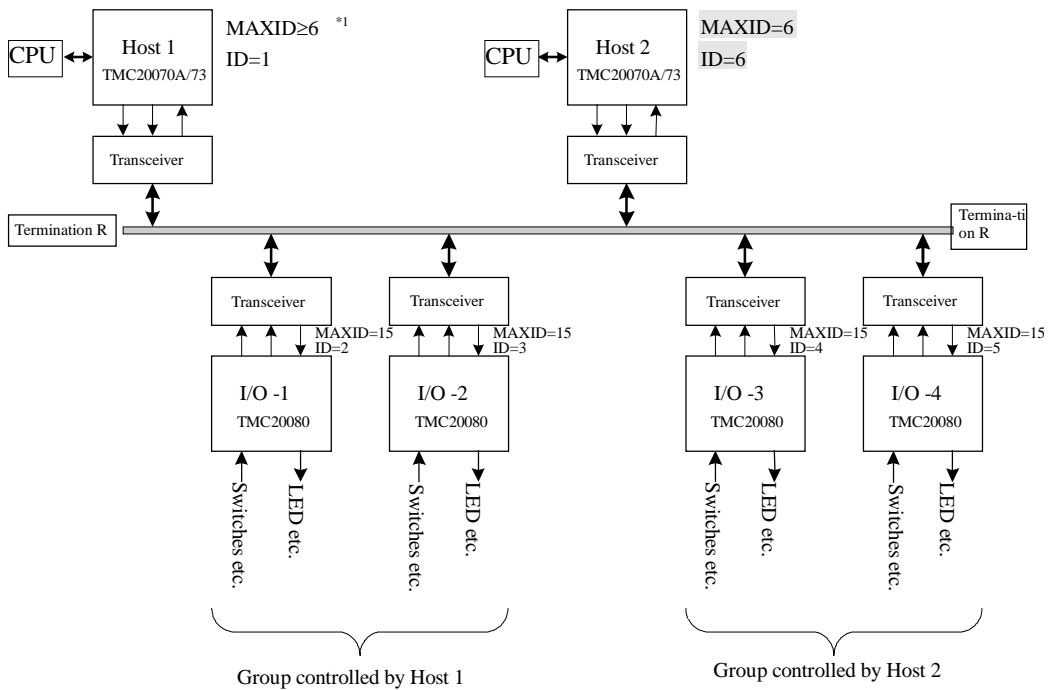 CPU
Host 1
TMC20070A/73
MAXID≥6 *1
ID=1
Transceiver
CPU
Host 2
TMC20070A/73
MAXID=6
ID=6
Transceiver
Termination R
Termina-ti
on R
Transceiver
MAXID=15
ID=2
I/O -1
TMC20080
Switches etc.
LED etc.
Transceiver
MAXID=15
ID=3
I/O -2
TMC20080
Switches etc.
LED etc.
Transceiver
MAXID=15
ID=4
I/O -3
TMC20080
Switches etc.
LED etc.
Transceiver
MAXID=15
ID=5
I/O -4
TMC20080
Switches etc.
LED etc.
Group controlled by Host 1
Group controlled by Host 2